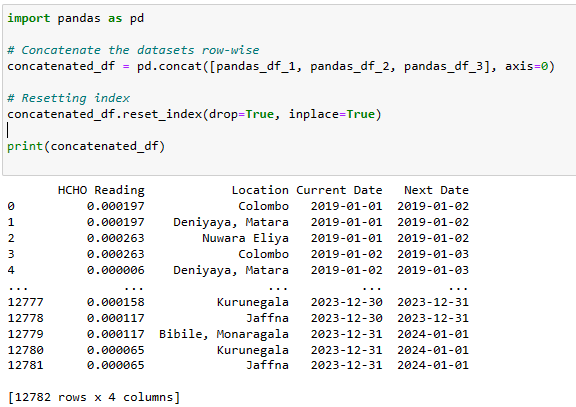 import pandas as pd
# Concatenate the datasets row-wise
concatenated_df = pd.concat([pandas_df_1, pandas_df_2, pandas_df_3], axis=0)
# Resetting index
concatenated_df.reset_index(drop=True, inplace=True)
print(concatenated_df)
HCHO Reading Location Current Date Next Date
0 0.000197 Colombo 2019-01-01 2019-01-02
1 0.000197 Deniyaya, Matara 2019-01-01 2019-01-02
2 0.000263 Nuwara Eliya 2019-01-01 2019-01-02
3 0.000263 Colombo 2019-01-02 2019-01-03
4 0.000006 Deniyaya, Matara 2019-01-02 2019-01-03
... ... ... ... ...
12777 0.000158 Kurunegala 2023-12-30 2023-12-31
12778 0.000117 Jaffna 2023-12-30 2023-12-31
12779 0.000117 Bibile, Monaragala 2023-12-31 2024-01-01
12780 0.000065 Kurunegala 2023-12-31 2024-01-01
12781 0.000065 Jaffna 2023-12-31 2024-01-01
[12782 rows x 4 columns]